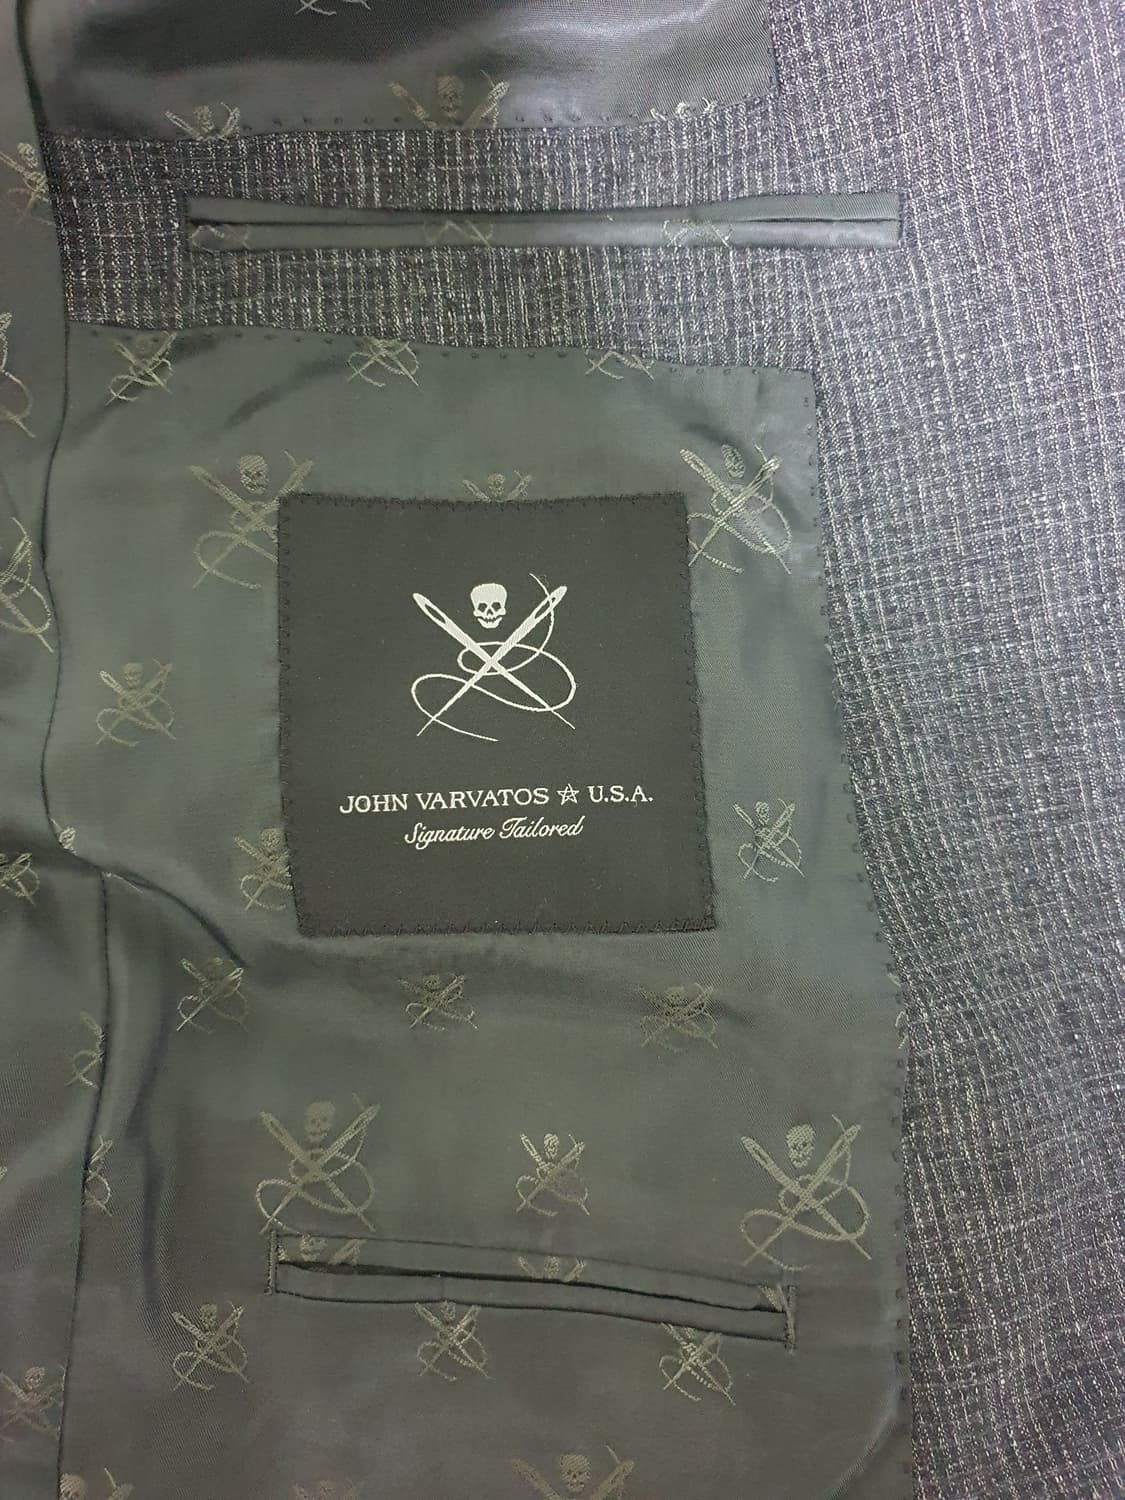 JOHN VARVATOS ☆ U.S.A.
Signature Tailored